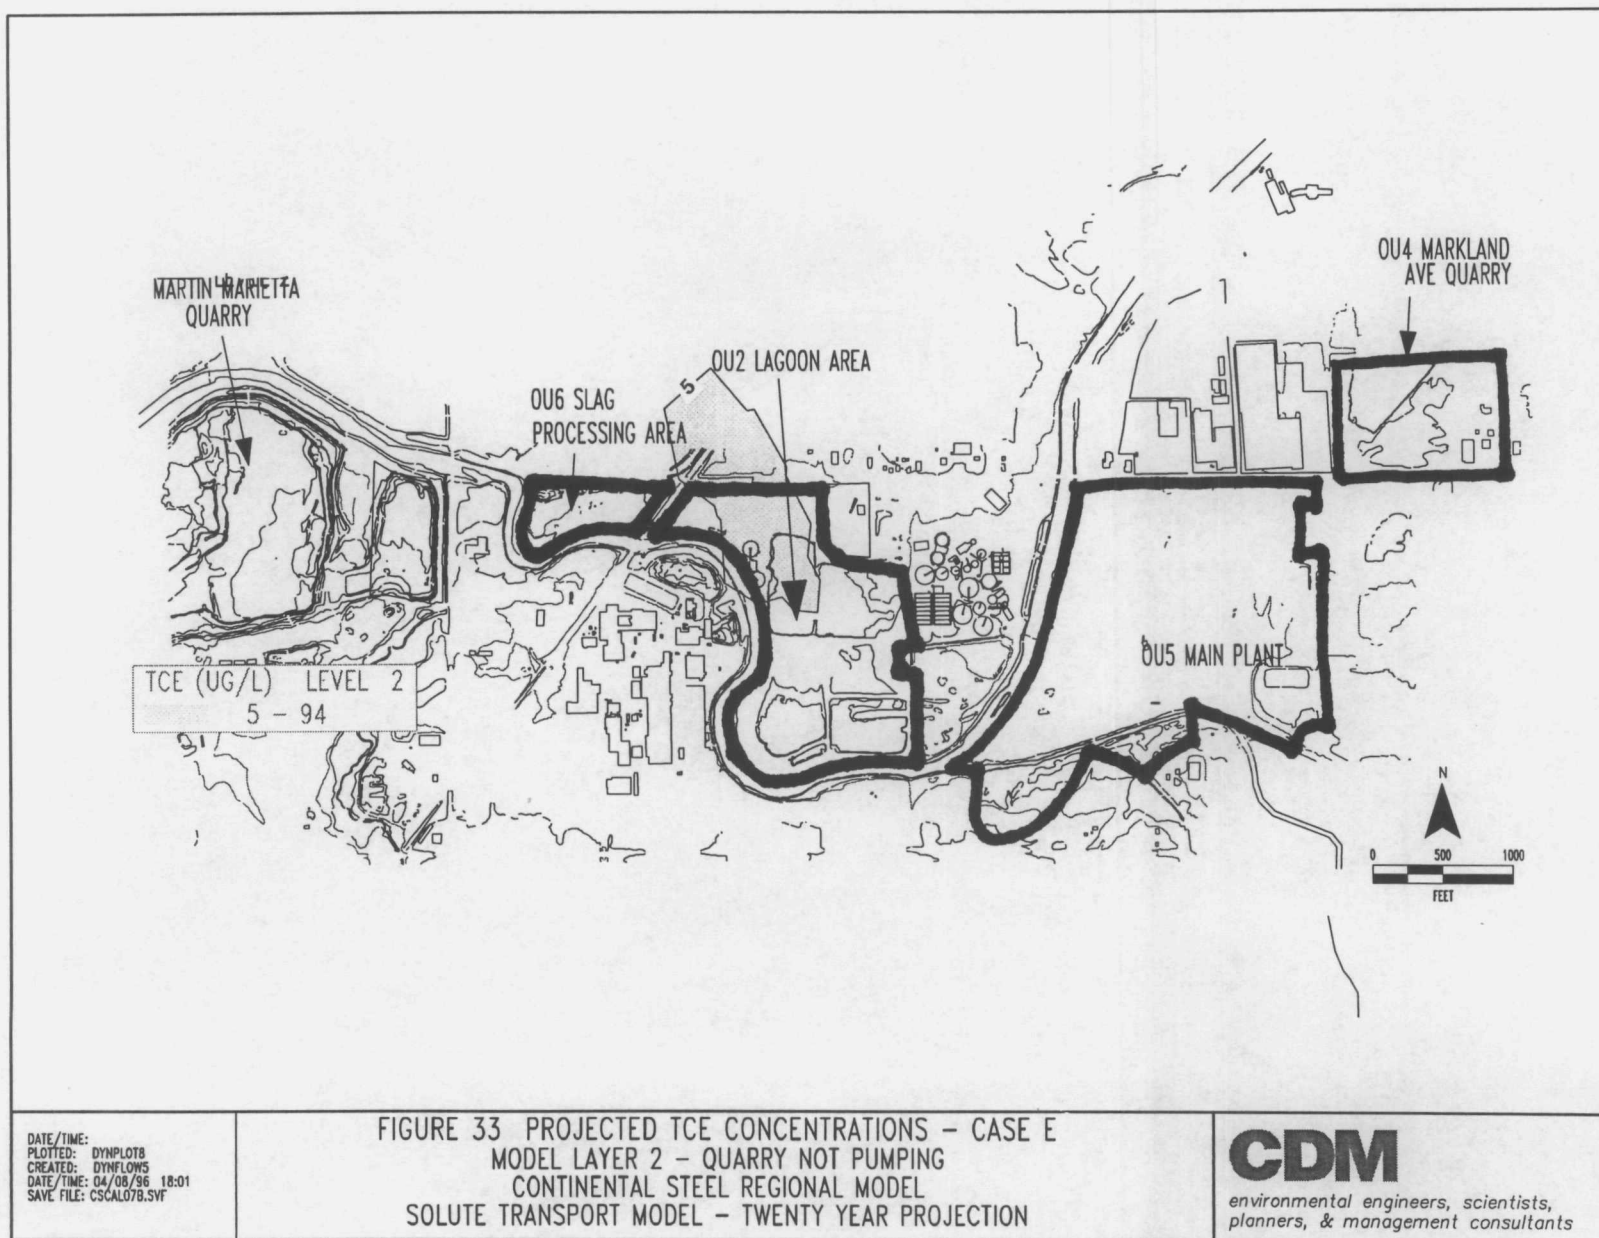 OU4 MARKLAND
AVE QUARRY
MARTIN MARIETTA
QUARRY
OU2 LAGOON AREA
5
OU6 SLAG
PROCESSING AREA
OU5 MAIN PLANT
TCE (UG/L) LEVEL 2
5 - 94
N
0 500 1000
FEET
DATE/TIME:
PLOTTED: DYNPLOT8
CREATED: DYNFLOW5
DATE/TIME: 04/08/96 18:01
SAVE FILE: CSCAL07B.SVF
FIGURE 33 PROJECTED TCE CONCENTRATIONS - CASE E
MODEL LAYER 2 - QUARRY NOT PUMPING
CONTINENTAL STEEL REGIONAL MODEL
SOLUTE TRANSPORT MODEL - TWENTY YEAR PROJECTION
CDM
environmental engineers, scientists,
planners, & management consultants